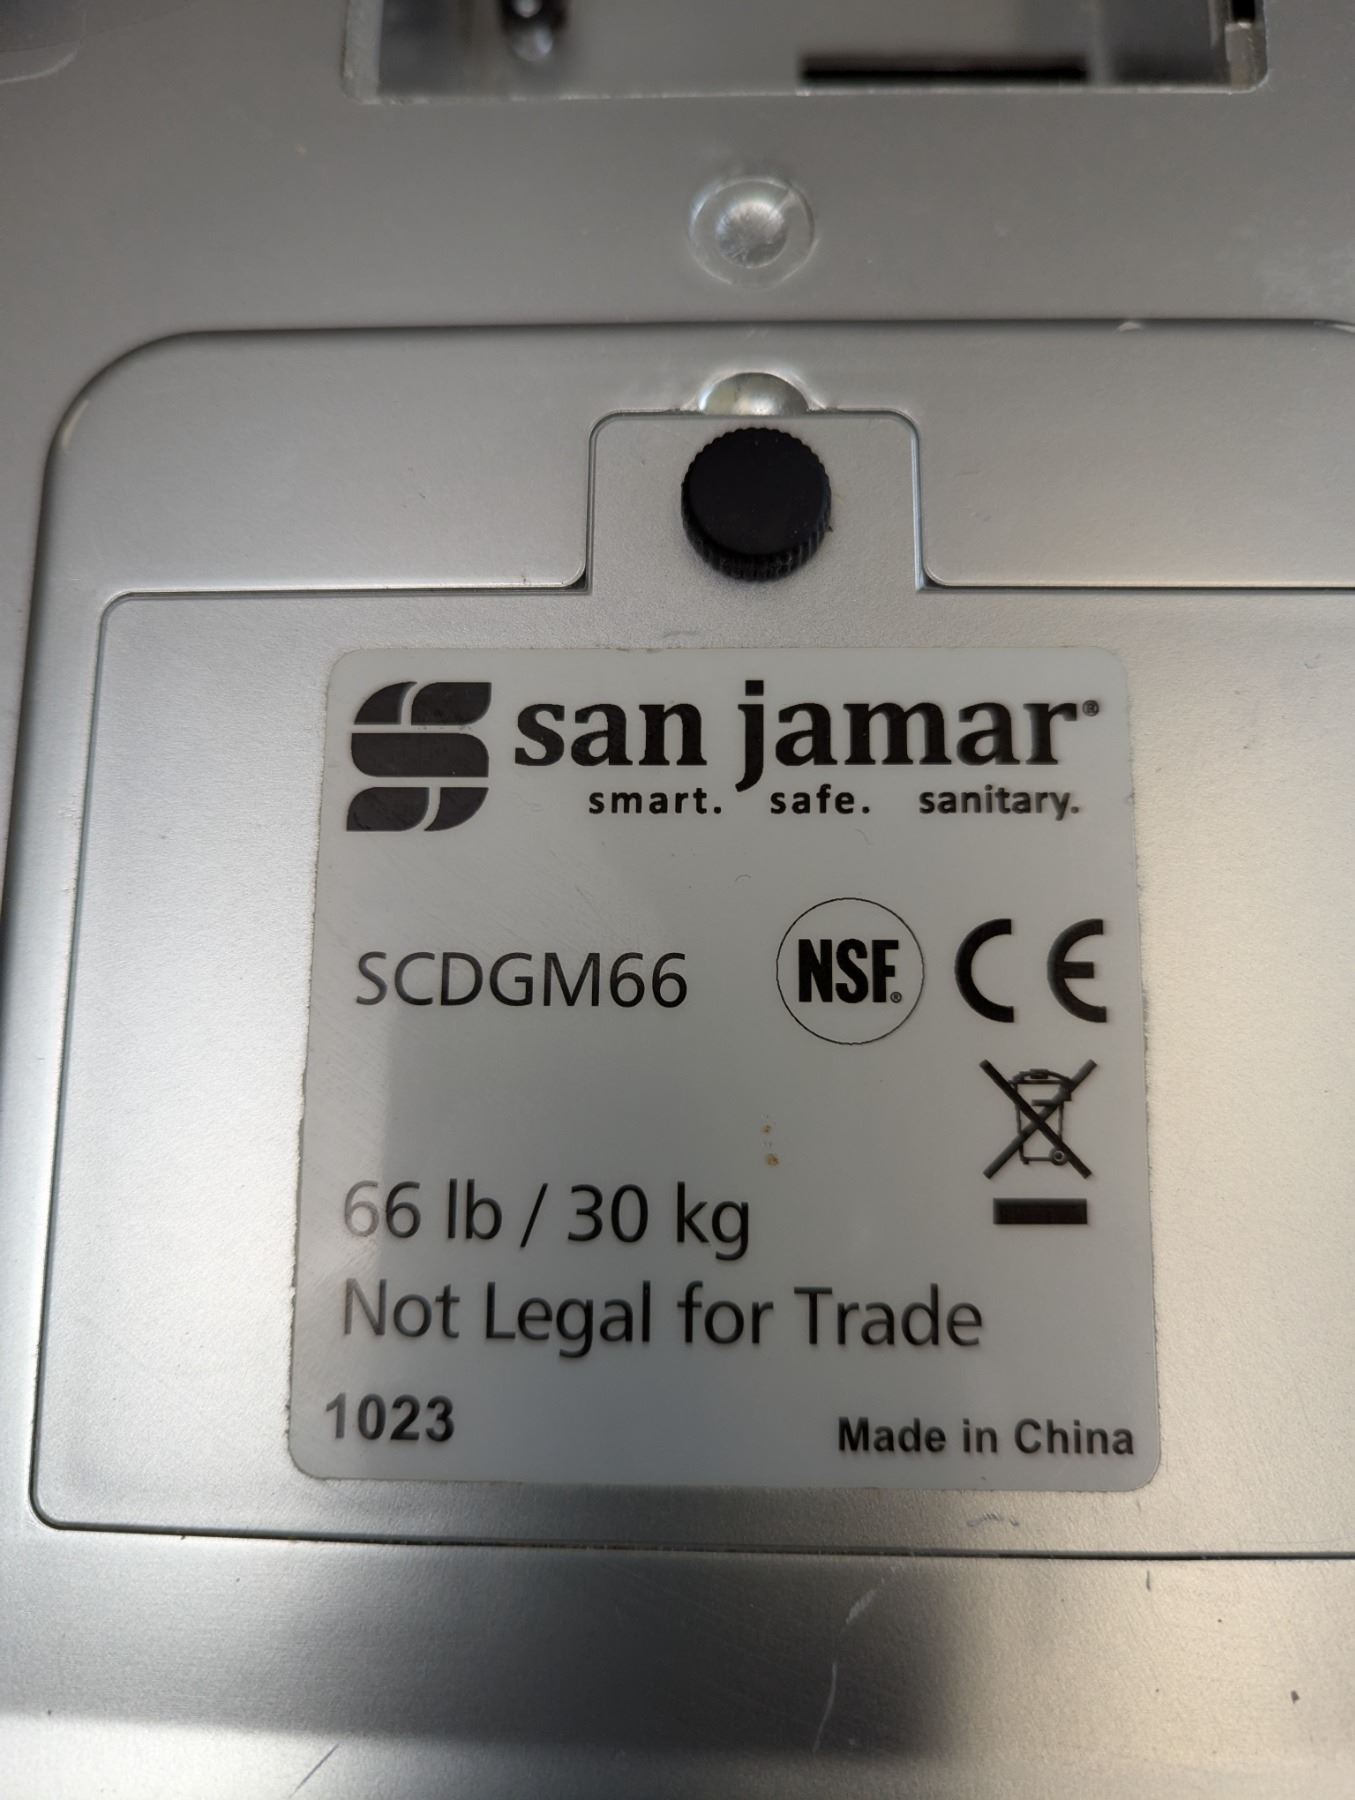 san jamar®
smart. safe. sanitary.
SCDGM66
NSF® CE
66 lb / 30 kg
Not Legal for Trade
1023
Made in China